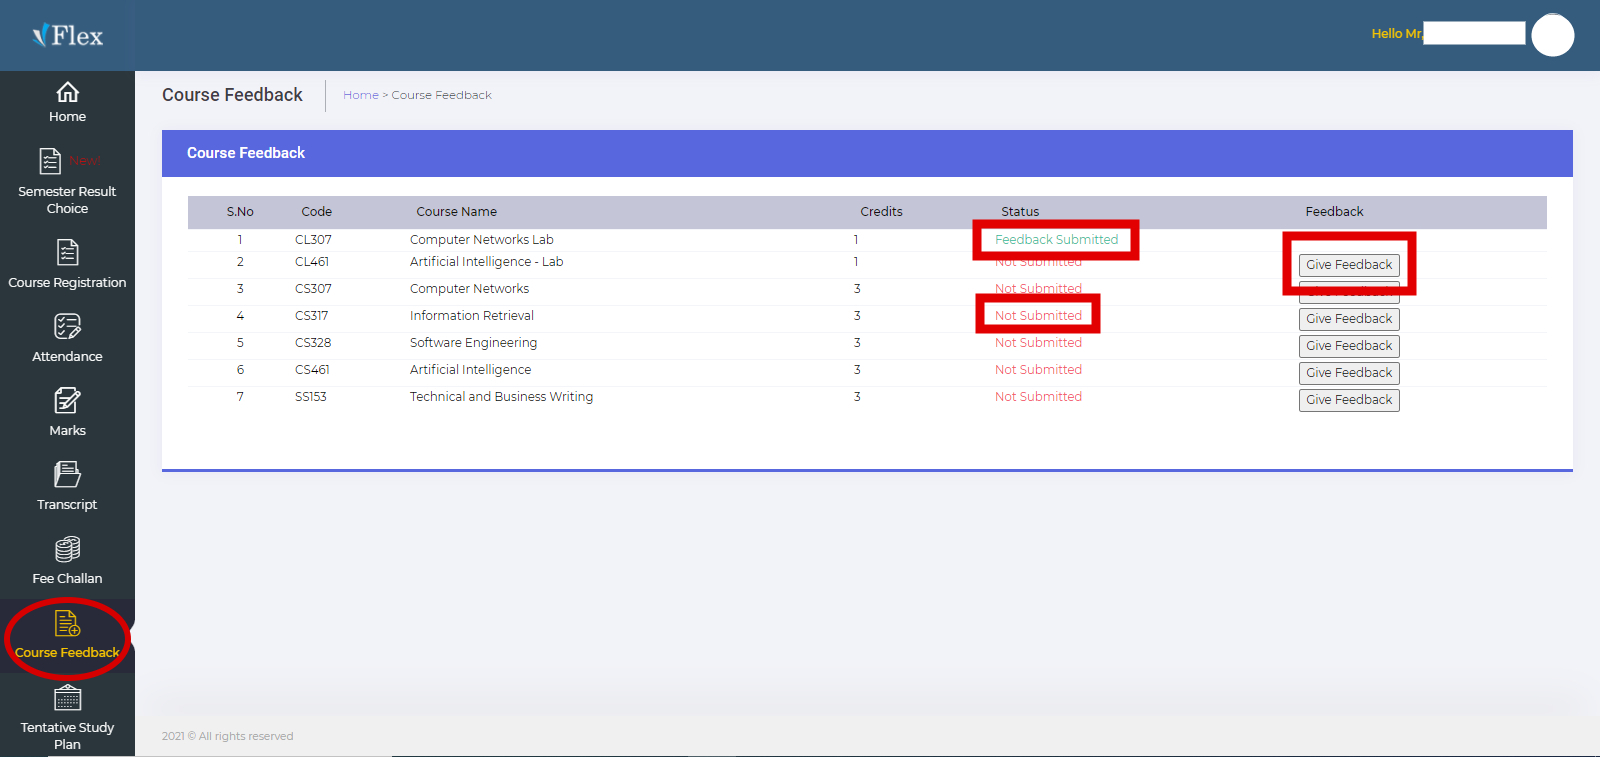 Flex
Hello Mr,
Home
New!
Semester Result
Choice
Course Registration
Attendance
Marks
Transcript
Fee Challan
Course Feedback
Tentative Study
Plan
Course Feedback
Home > Course Feedback
Course Feedback
S.No Code Course Name Credits Status Feedback
1 CL307 Computer Networks Lab 1 Feedback Submitted
2 CL461 Artificial Intelligence - Lab 1 Not Submitted Give Feedback
3 CS307 Computer Networks 3 Not Submitted Give Feedback
4 CS317 Information Retrieval 3 Not Submitted Give Feedback
5 CS328 Software Engineering 3 Not Submitted Give Feedback
6 CS461 Artificial Intelligence 3 Not Submitted Give Feedback
7 SS153 Technical and Business Writing 3 Not Submitted Give Feedback
2021 © All rights reserved